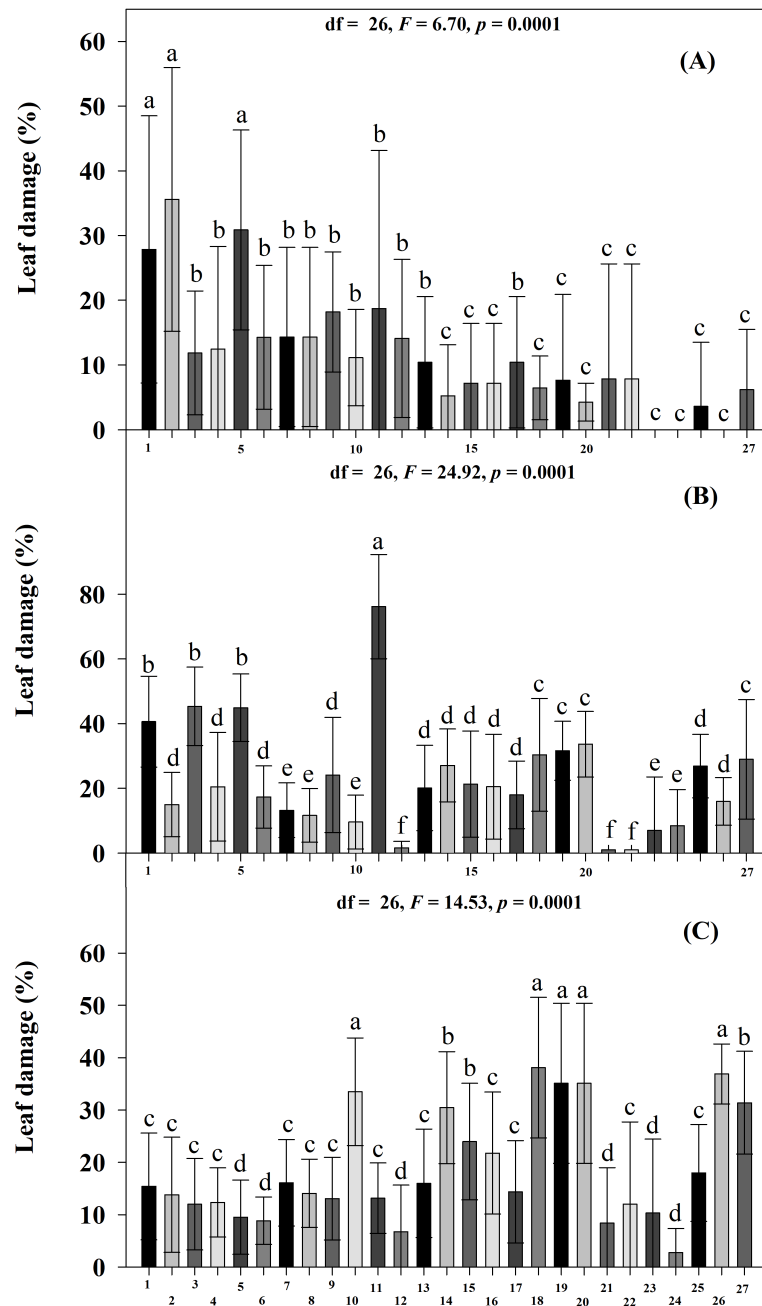 df = 26, F = 6.70, p = 0.0001
(A)
Leaf damage (%)
60
50
40
30
20
10
0
a a b b a b b b b b b b b c c c b c c c c c c c c c c
1 5 10 15 20 27
df = 26, F = 24.92, p = 0.0001
(B)
Leaf damage (%)
80
60
40
20
0
b d b d b d e e d e a f d d d d d c c c f f e e d d c
1 5 10 15 20 27
df = 26, F = 14.53, p = 0.0001
(C)
Leaf damage (%)
60
50
40
30
20
10
0
c c c c d d c c c a c d c b b c c a a a d c d d c a b
1 2 3 4 5 6 7 8 9 10 11 12 13 14 15 16 17 18 19 20 21 22 23 24 25 26 27